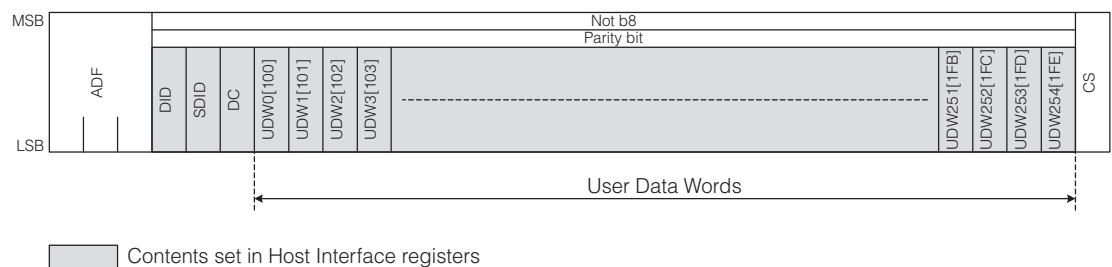 MSB
Not b8
Parity bit
ADF
DID
SDID
DC
UDW0[100]
UDW1[101]
UDW2[102]
UDW3[103]
UDW251[1FB]
UDW252[1FC]
UDW253[1FD]
UDW254[1FE]
CS
LSB
User Data Words
Contents set in Host Interface registers